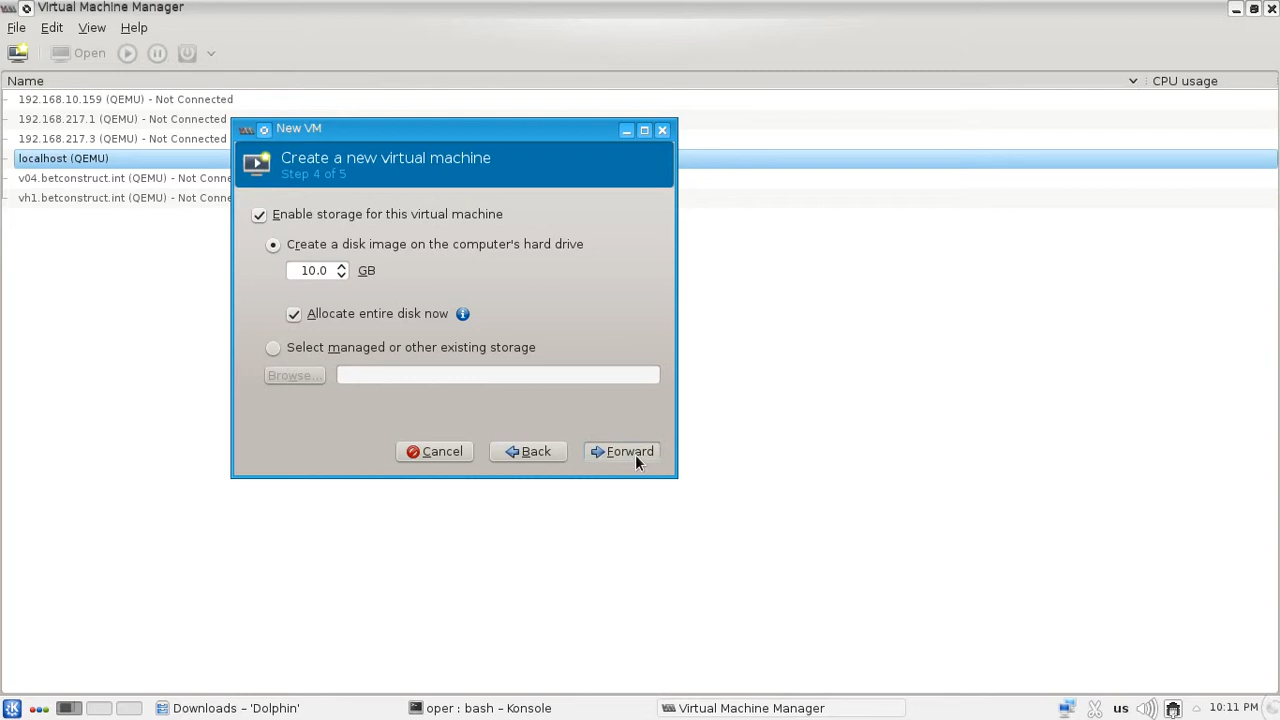 Virtual Machine Manager
File Edit View Help
Open
Name CPU usage
192.168.10.159 (QEMU) - Not Connected
192.168.217.1 (QEMU) - Not Connected
192.168.217.3 (QEMU) - Not Connected
localhost (QEMU)
v04.betconstruct.int (QEMU) - Not Conne
vh1.betconstruct.int (QEMU) - Not Conne
New VM
Create a new virtual machine
Step 4 of 5
Enable storage for this virtual machine
Create a disk image on the computer's hard drive
10.0 GB
Allocate entire disk now
Select managed or other existing storage
Browse...
Cancel Back Forward
Downloads – 'Dolphin' oper : bash – Konsole Virtual Machine Manager us 10:11 PM